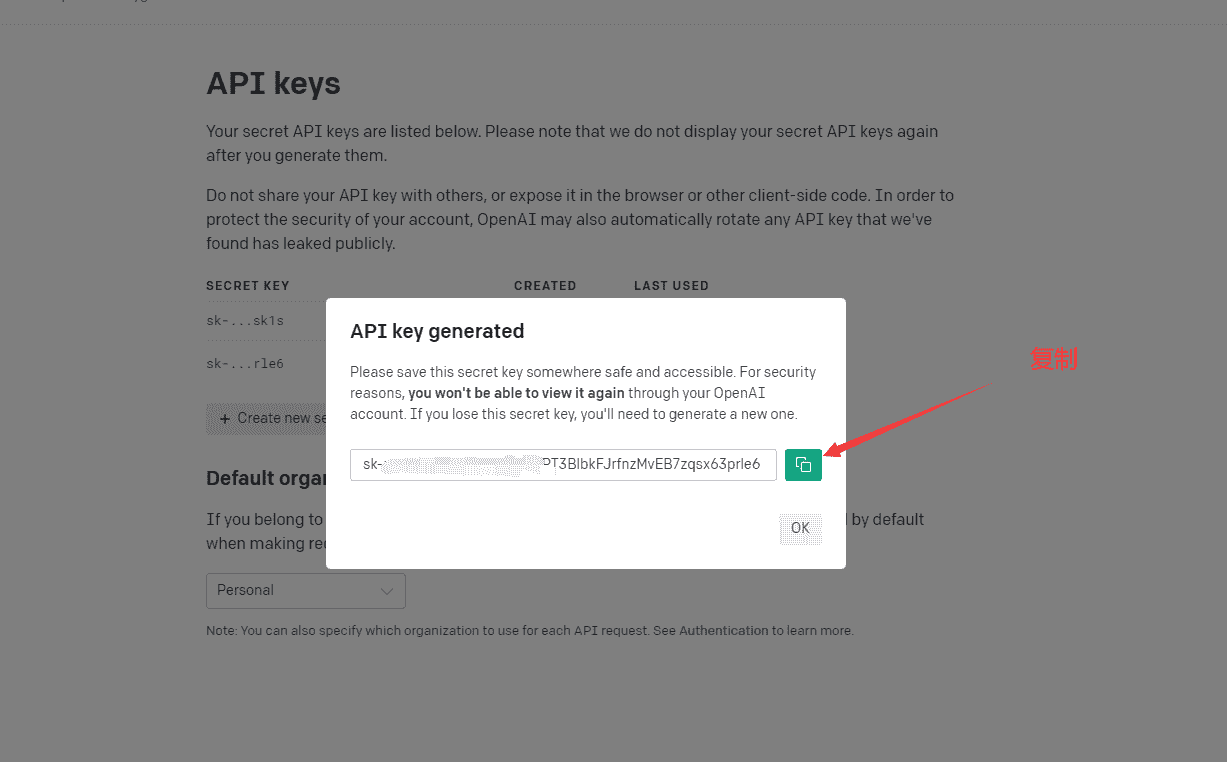 API keys
Your secret API keys are listed below. Please note that we do not display your secret API keys again
after you generate them.
Do not share your API key with others, or expose it in the browser or other client-side code. In order to
protect the security of your account, OpenAI may also automatically rotate any API key that we've
found has leaked publicly.
SECRET KEY CREATED LAST USED
sk-...sk1s
sk-...rle6
API key generated
Please save this secret key somewhere safe and accessible. For security
reasons, you won't be able to view it again through your OpenAI
account. If you lose this secret key, you'll need to generate a new one.
复制
sk- PT3BlbkFJrfnzMvEB7zqsx63prle6
OK
+ Create new se
Default orga
If you belong to by default
when making re
Personal
Note: You can also specify which organization to use for each API request. See Authentication to learn more.